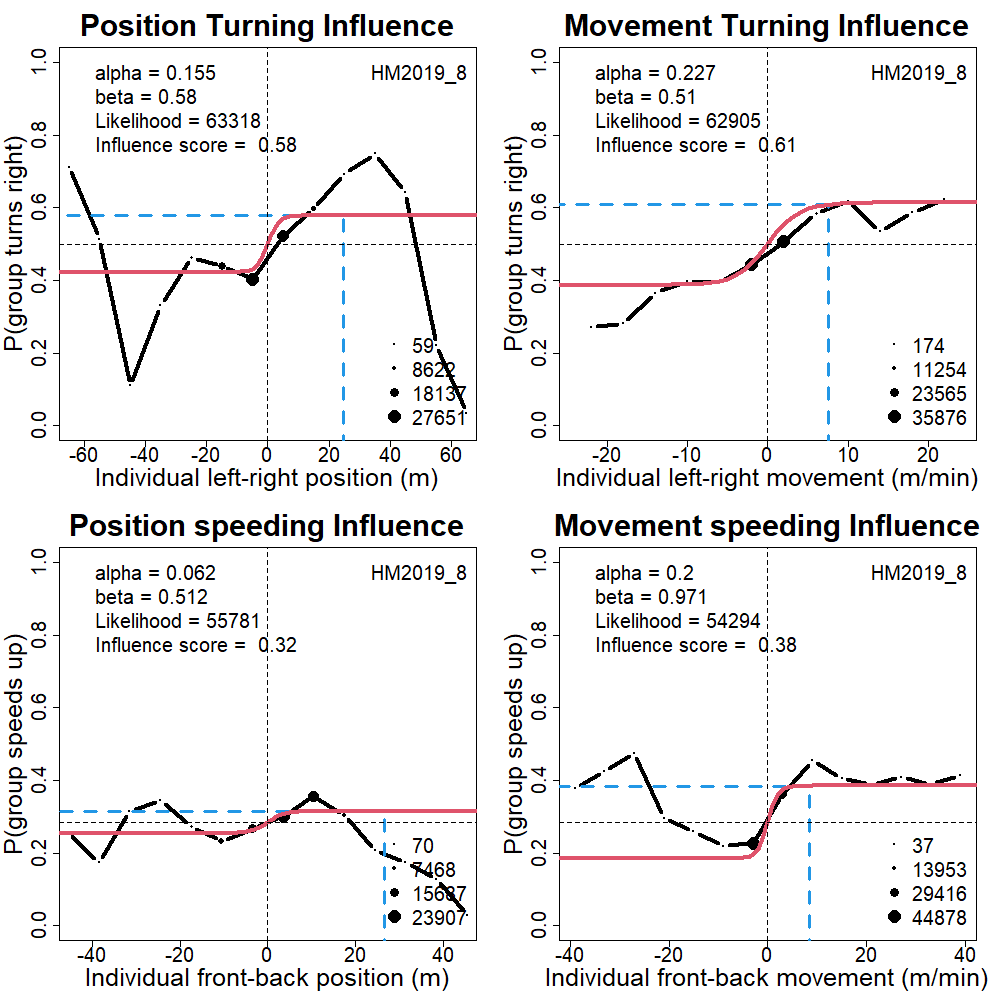 Position Turning Influence
alpha = 0.155
HM2019_8
beta = 0.58
Likelihood = 63318
Influence score = 0.58
P(group turns right)
1.0
0.8
0.6
0.4
0.2
0.0
59
8622
18137
27651
-60
-40
-20
0
20
40
60
Individual left-right position (m)
Movement Turning Influence
alpha = 0.227
HM2019_8
beta = 0.51
Likelihood = 62905
Influence score = 0.61
P(group turns right)
1.0
0.8
0.6
0.4
0.2
0.0
174
11254
23565
35876
-20
-10
0
10
20
Individual left-right movement (m/min)
Position speeding Influence
alpha = 0.062
HM2019_8
beta = 0.512
Likelihood = 55781
Influence score = 0.32
P(group speeds up)
1.0
0.8
0.6
0.4
0.2
0.0
70
7468
15687
23907
-40
-20
0
20
40
Individual front-back position (m)
Movement speeding Influence
alpha = 0.2
HM2019_8
beta = 0.971
Likelihood = 54294
Influence score = 0.38
P(group speeds up)
1.0
0.8
0.6
0.4
0.2
0.0
37
13953
29416
44878
-40
-20
0
20
40
Individual front-back movement (m/min)